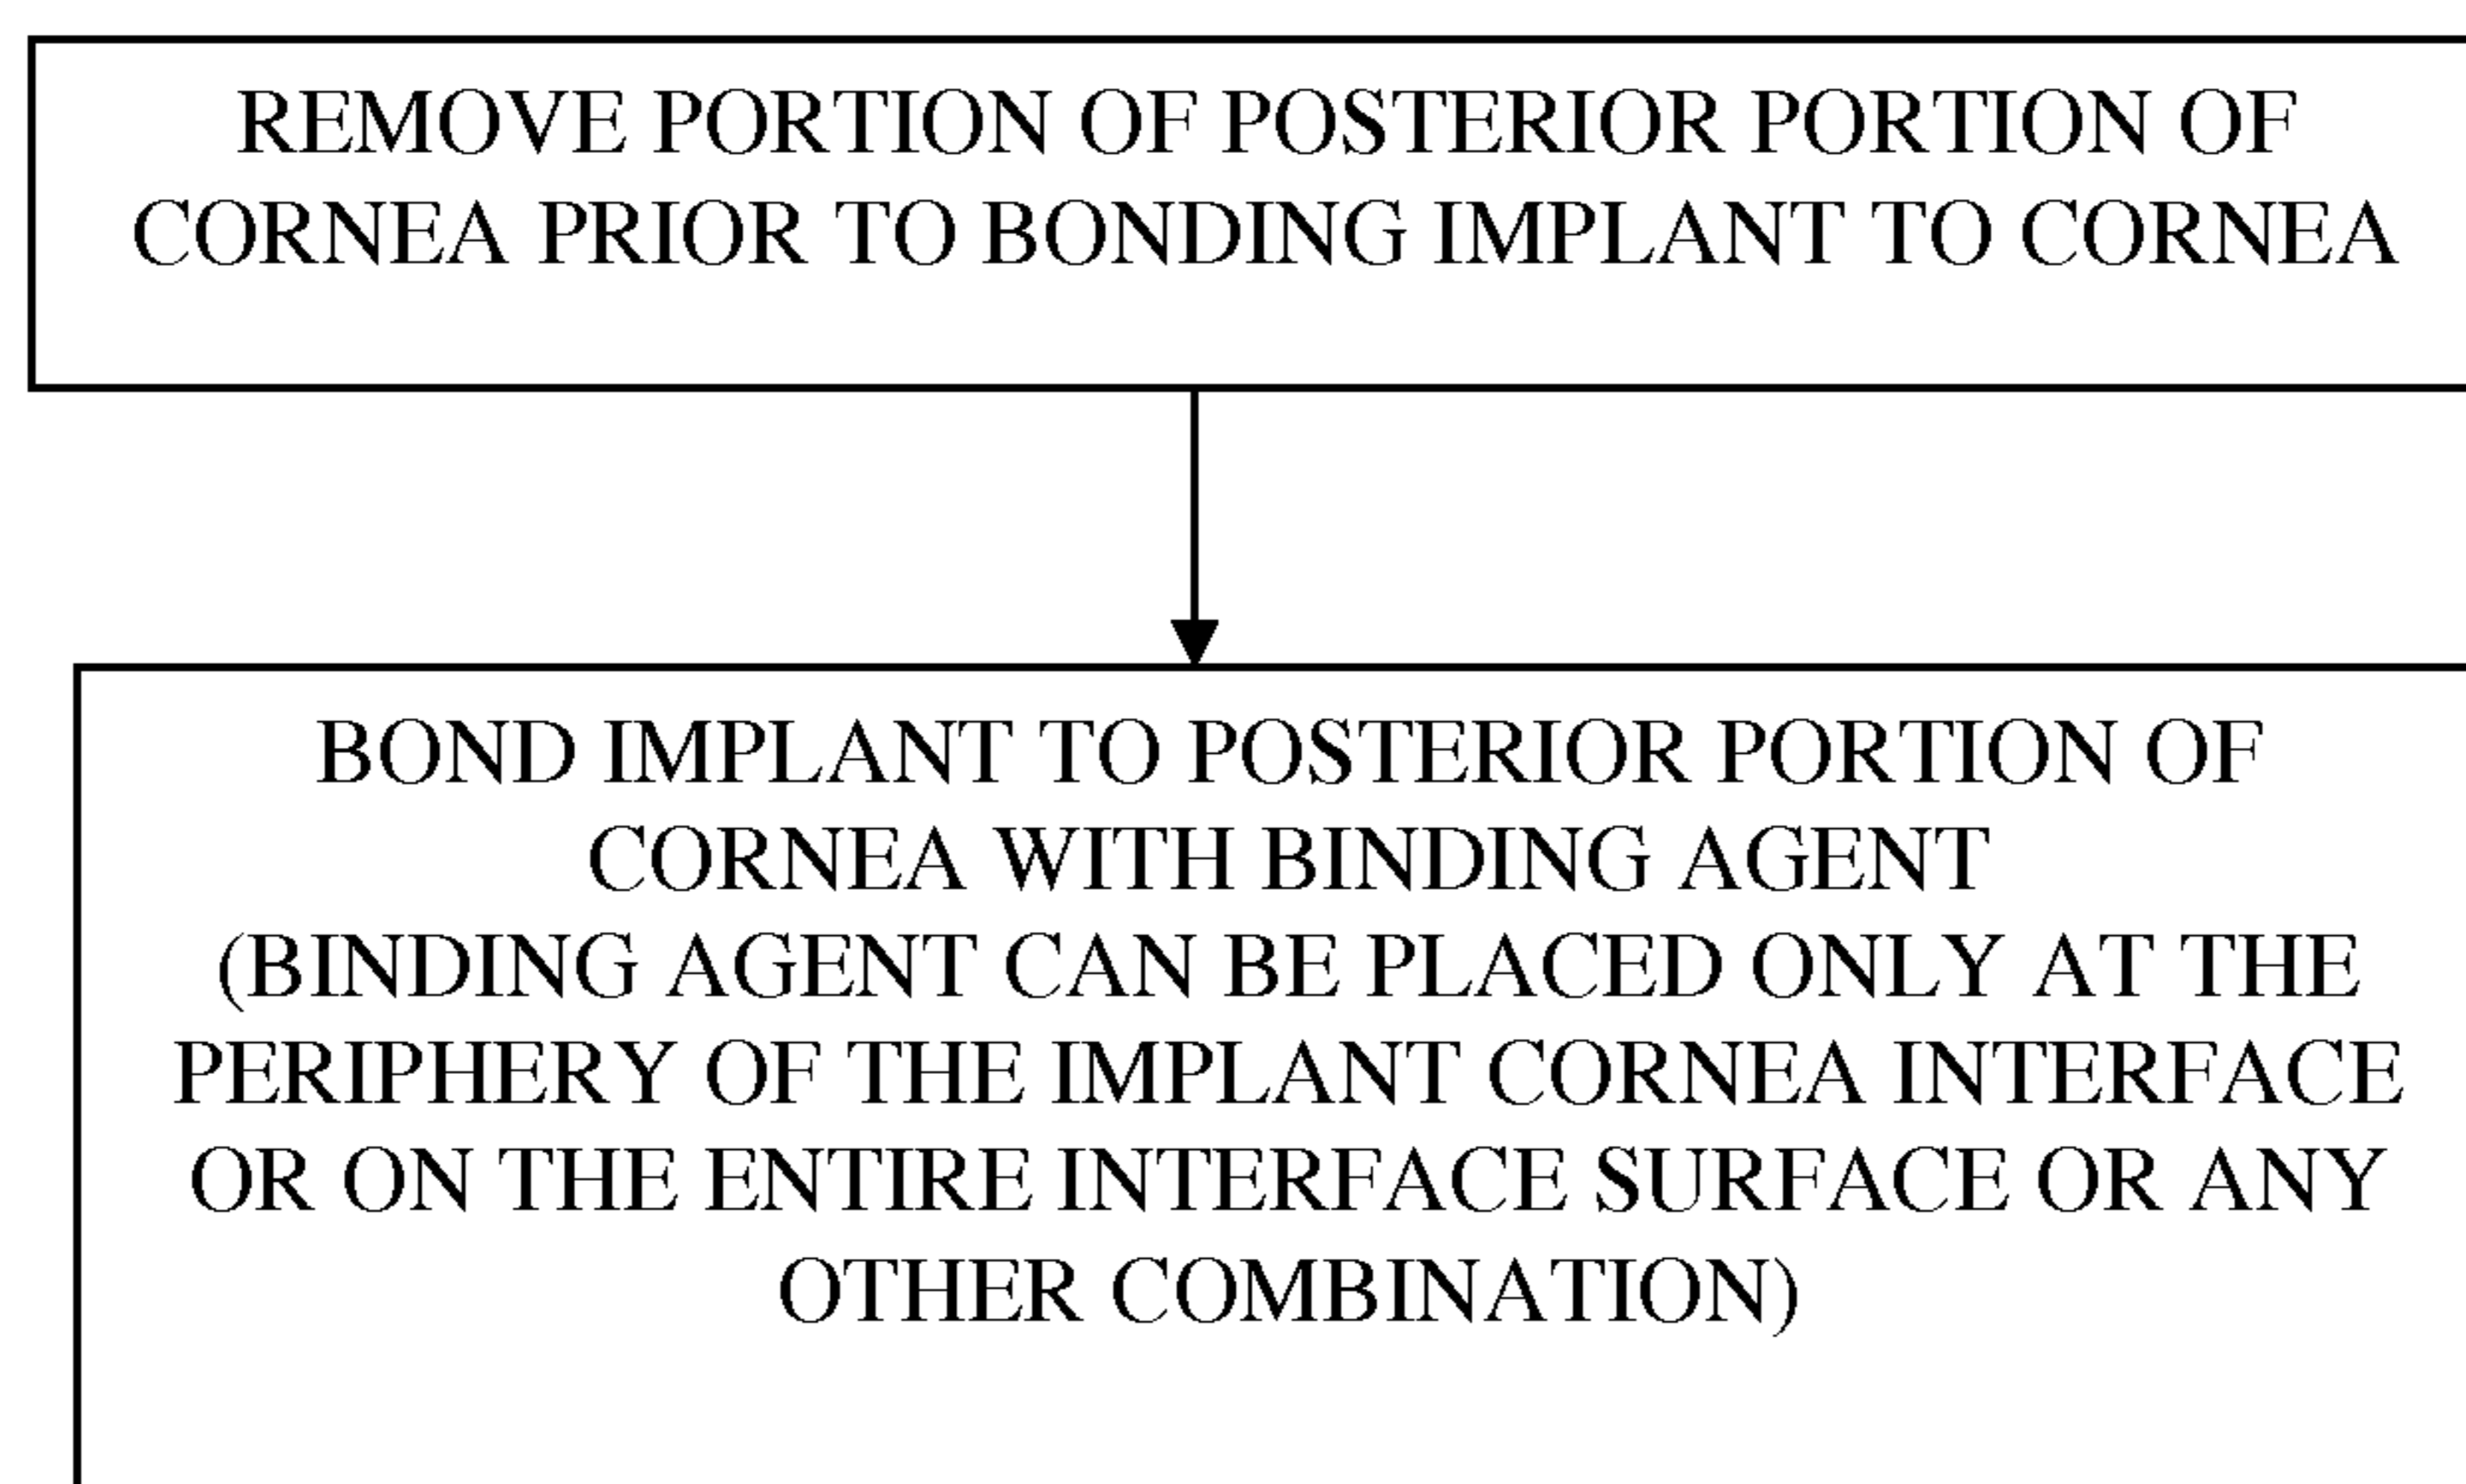 REMOVE PORTION OF POSTERIOR PORTION OF
CORNEA PRIOR TO BONDING IMPLANT TO CORNEA
BOND IMPLANT TO POSTERIOR PORTION OF
CORNEA WITH BINDING AGENT
(BINDING AGENT CAN BE PLACED ONLY AT THE
PERIPHERY OF THE IMPLANT CORNEA INTERFACE
OR ON THE ENTIRE INTERFACE SURFACE OR ANY
OTHER COMBINATION)